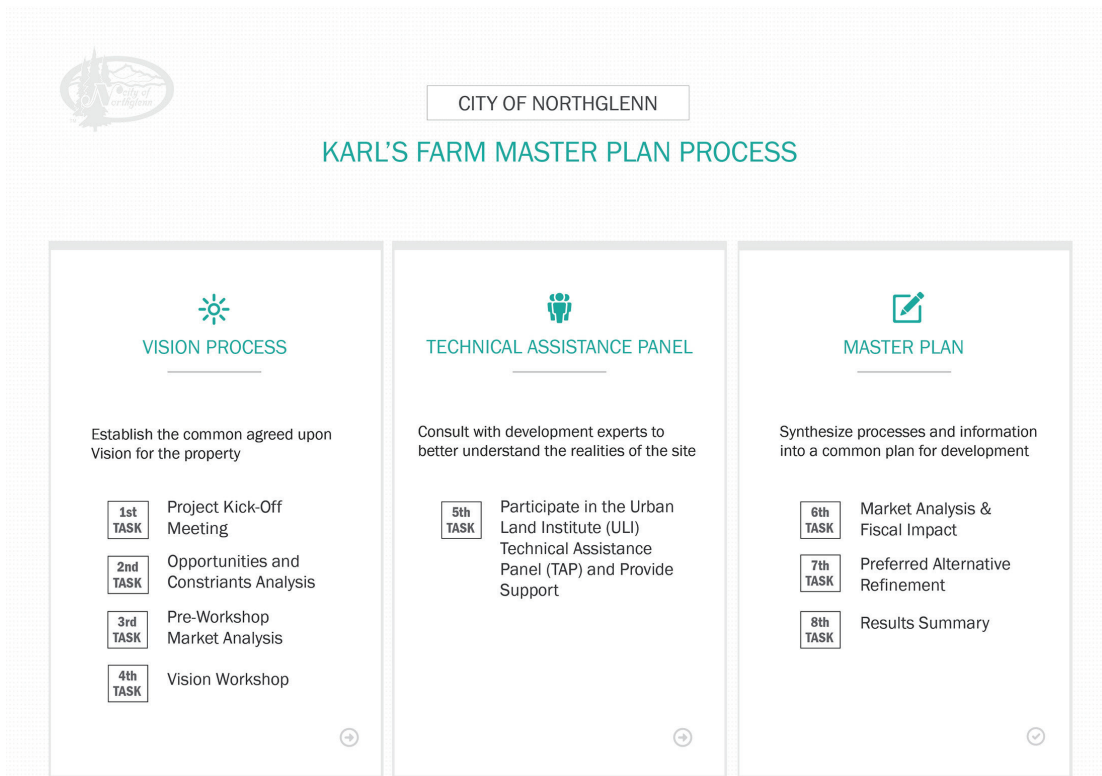 City of
Northglenn
CITY OF NORTHGLENN
KARL'S FARM MASTER PLAN PROCESS
VISION PROCESS
Establish the common agreed upon
Vision for the property
1st
TASK
Project Kick-Off
Meeting
2nd
TASK
Opportunities and
Constriants Analysis
3rd
TASK
Pre-Workshop
Market Analysis
4th
TASK
Vision Workshop
TECHNICAL ASSISTANCE PANEL
Consult with development experts to
better understand the realities of the site
5th
TASK
Participate in the Urban
Land Institute (ULI)
Technical Assistance
Panel (TAP) and Provide
Support
MASTER PLAN
Synthesize processes and information
into a common plan for development
6th
TASK
Market Analysis &
Fiscal Impact
7th
TASK
Preferred Alternative
Refinement
8th
TASK
Results Summary